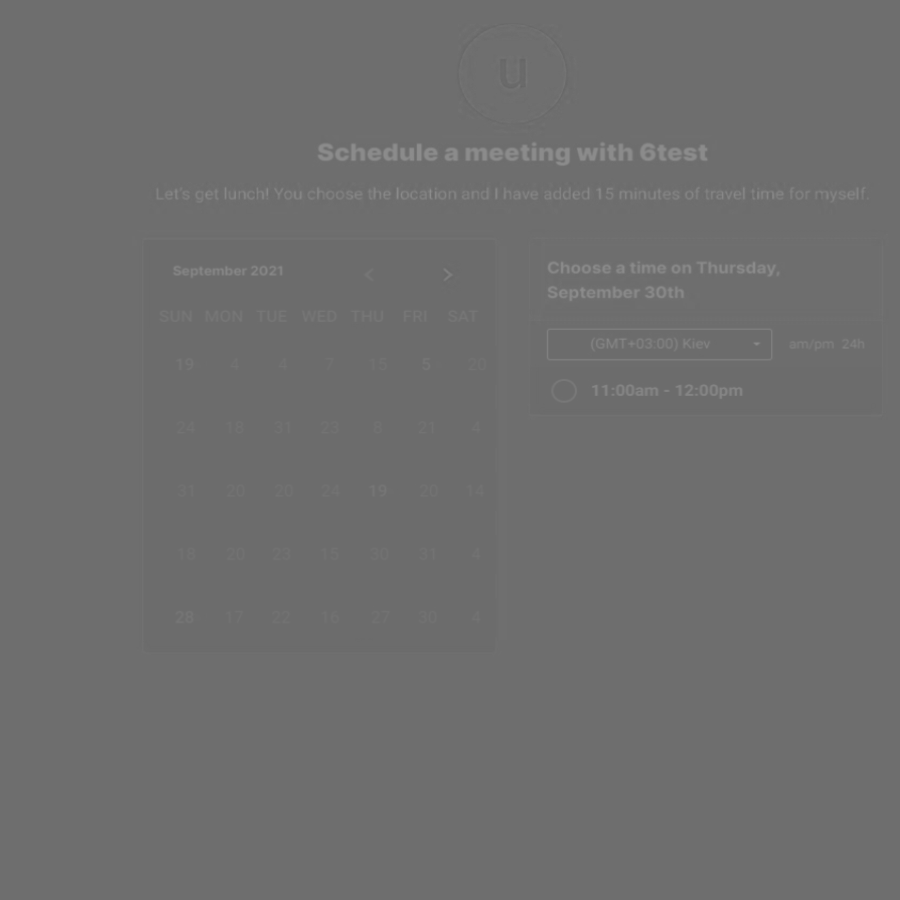 u
Schedule a meeting with 6test
Let's get lunch! You choose the location and I have added 15 minutes of travel time for myself.
September 2021 < >
SUN MON TUE WED THU FRI SAT
19 4 4 7 15 5 20
24 18 31 23 8 21 4
31 20 20 24 19 20 14
18 20 23 15 30 31 4
28 17 22 16 27 30 4
Choose a time on Thursday,
September 30th
(GMT+03:00) Kiev
am/pm 24h
11:00am - 12:00pm